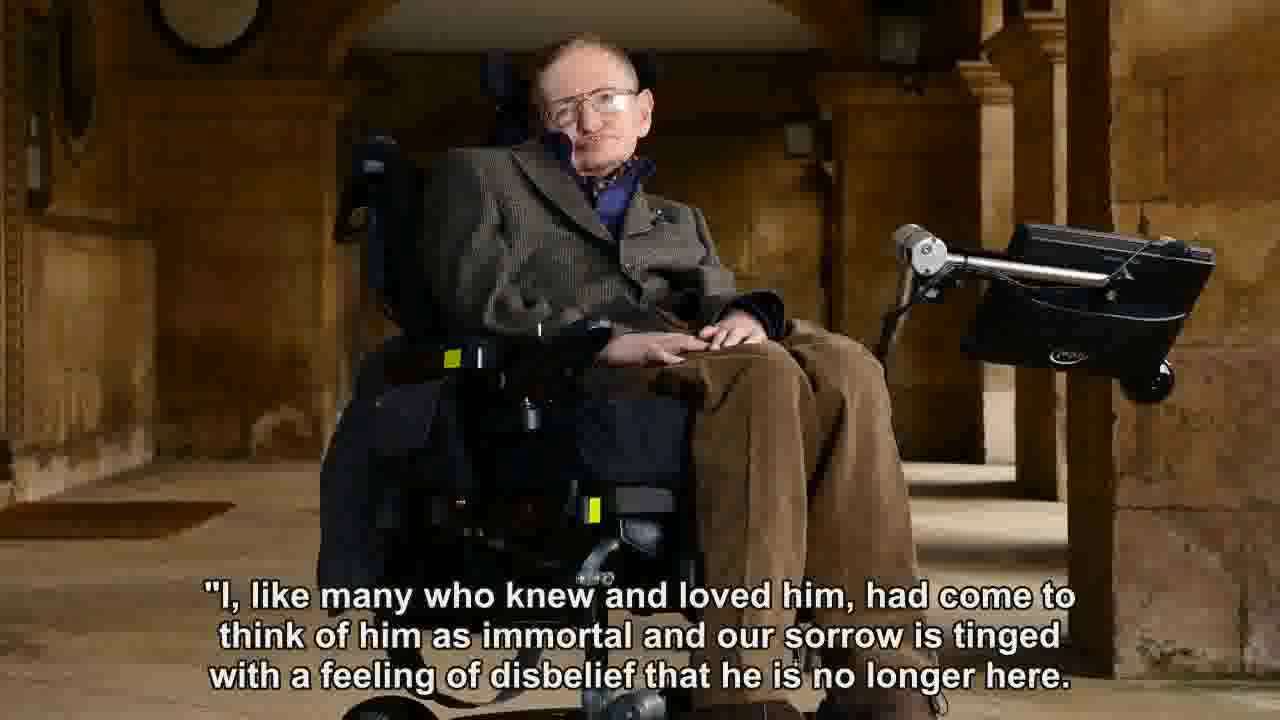 "I, like many who knew and loved him, had come to
think of him as immortal and our sorrow is tinged
with a feeling of disbelief that he is no longer here.